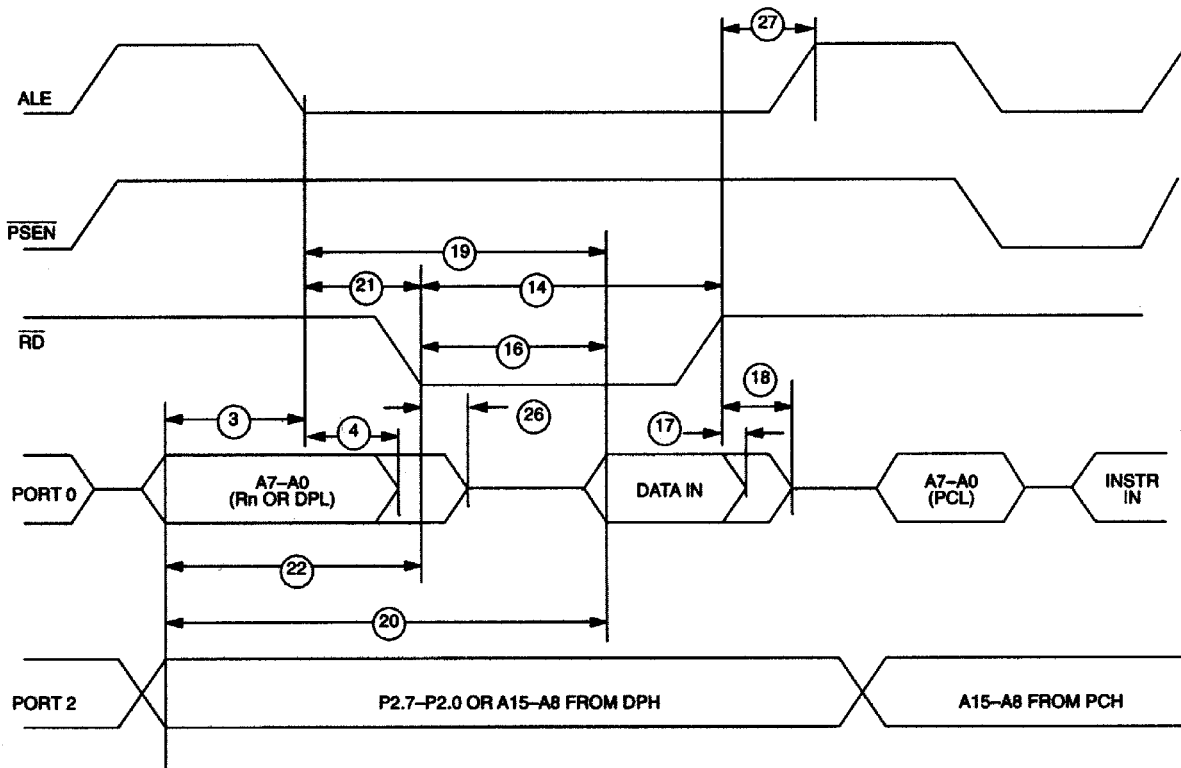 27
ALE
PSEN
19
21
14
RD
16
18
3
4
26
17
PORT 0
A7–A0
(Rn OR DPL)
DATA IN
A7–A0
(PCL)
INSTR
IN
22
20
PORT 2
P2.7–P2.0 OR A15–A8 FROM DPH
A15–A8 FROM PCH